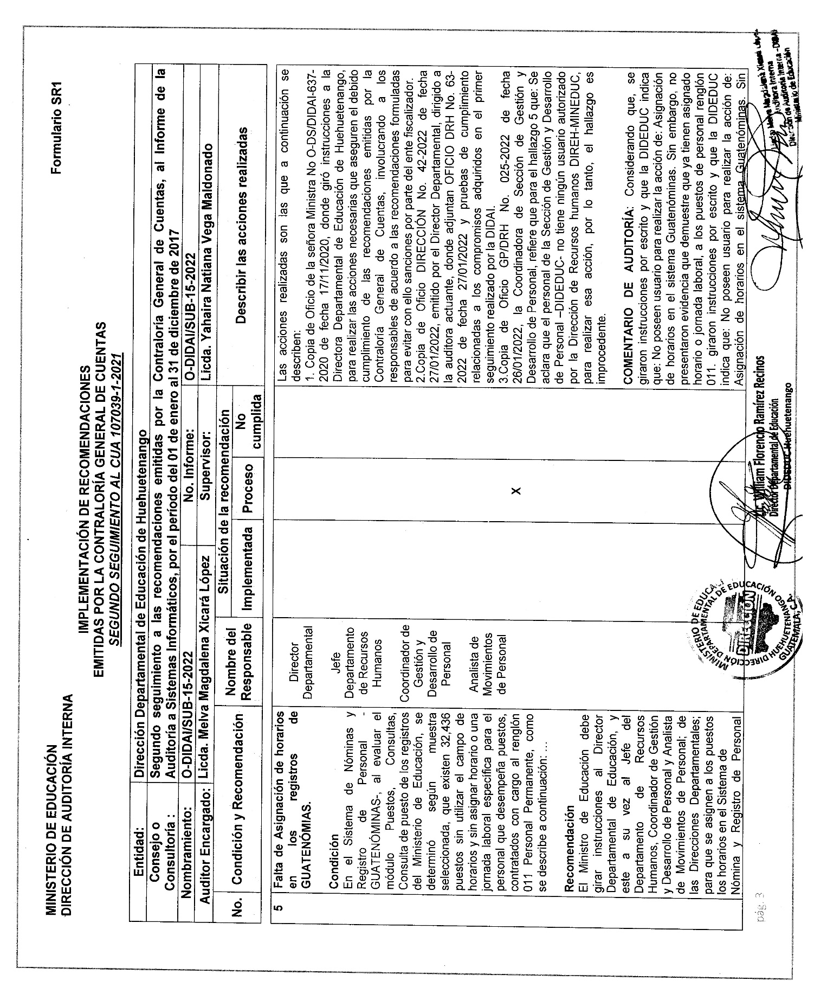 MINISTERIO DE EDUCACIÓN
DIRECCIÓN DE AUDITORÍA INTERNA
Formulario SR1
IMPLEMENTACIÓN DE RECOMENDACIONES
EMITIDAS POR LA CONTRALORÍA GENERAL DE CUENTAS
SEGUNDO SEGUIMIENTO AL CUA 107039-1-2021
Entidad: Dirección Departamental de Educación de Huehuetenango
Consejo o Consultoría :
Segundo seguimiento a las recomendaciones emitidas por la Contraloría General de Cuentas, al Informe de la
Auditoría a Sistemas Informáticos, por el período del 01 de enero al 31 de diciembre de 2017
Nombramiento: O-DIDAI/SUB-15-2022 No. Informe: O-DIDAI/SUB-15-2022
Auditor Encargado: Licda. Melva Magdalena Xicará López Supervisor: Licda. Yahaira Natiana Vega Maldonado
No. Condición y Recomendación
Nombre del
Responsable
Situación de la recomendación
Implementada Proceso No cumplida
Describir las acciones realizadas
5
Falta de Asignación de horarios
en los registros de
GUATENÓMIAS.
Condición
En el Sistema de Nóminas y
Registro de Personal -
GUATENÓMINAS-, al evaluar el
módulo Puestos, Consultas,
Consulta de puesto de los registros
del Ministerio de Educación, se
determinó según muestra
seleccionada, que existen 32,436
puestos sin utilizar el campo de
horarios y sin asignar horario o una
jornada laboral específica para el
personal que desempeña puestos,
contratados con cargo al renglón
011 Personal Permanente, como
se describe a continuación:…
Recomendación
El Ministro de Educación debe
girar instrucciones al Director
Departamental de Educación, y
este a su vez al Jefe del
Departamento de Recursos
Humanos, Coordinador de Gestión
y Desarrollo de Personal y Analista
de Movimientos de Personal; de
las Direcciones Departamentales;
para que se asignen a los puestos
los horarios en el Sistema de
Nómina y Registro de Personal
Director
Departamental
Jefe
Departamento
de Recursos
Humanos
Coordinador de
Gestión y
Desarrollo de
Personal
Analista de
Movimientos
de Personal
X
Las acciones realizadas son las que a continuación se
describen:
1. Copia de Oficio de la señora Ministra No O-DS/DIDAI-637-
2020 de fecha 17/11/2020, donde giró instrucciones a la
Directora Departamental de Educación de Huehuetenango,
para realizar las acciones necesarias que aseguren el debido
cumplimiento de las recomendaciones emitidas por la
Contraloría General de Cuentas, involucrando a los
responsables de acuerdo a las recomendaciones formuladas
para evitar con ello sanciones por parte del ente fiscalizador.
2.Copia de Oficio DIRECCIÓN No. 42-2022 de fecha
27/01/2022, emitido por el Director Departamental, dirigido a
la auditora actuante, donde adjuntan OFICIO DRH No. 63-
2022 de fecha 27/01/2022 y pruebas de cumplimiento
relacionadas a los compromisos adquiridos en el primer
seguimiento realizado por la DIDAI.
3.Copia de Oficio GP/DRH No. 025-2022 de fecha
26/01/2022, la Coordinadora de Sección de Gestión y
Desarrollo de Personal, refiere que para el hallazgo 5 que: Se
aclara que el personal de la Sección de Gestión y Desarrollo
de Personal –DIDEDUC- no tiene ningún usuario autorizado
por la Dirección de Recursos humanos DIREH-MINEDUC,
para realizar esa acción, por lo tanto, el hallazgo es
improcedente.
COMENTARIO DE AUDITORÍA: Considerando que, se
giraron instrucciones por escrito y que la DIDEDUC indica
que: No poseen usuario para realizar la acción de: Asignación
de horarios en el sistema Guatenóminas. Sin embargo, no
presentaron evidencia que demuestre que ya tienen asignado
horario o jornada laboral, a los puestos de personal renglón
011. giraron instrucciones por escrito y que la DIDEDUC
indica que: No poseen usuario para realizar la acción de:
Asignación de horarios en el sistema Guatenóminas. Sin
pág. 3
MINISTERIO DE EDUCA
DIRECCIÓN DEPARTAMENTAL DE EDUCACIÓN
DIRECCIÓN
HUEHUETENANGO
GUATEMALA, C.A.
Lic. William Florencio Ramírez Recinos
Director Departamental de Educación
DIDEDUC Huehuetenango
Licda. Melva Magdalena Xicará López
Auditora Interna
Dirección de Auditoría Interna -DIDAI
Ministerio de Educación